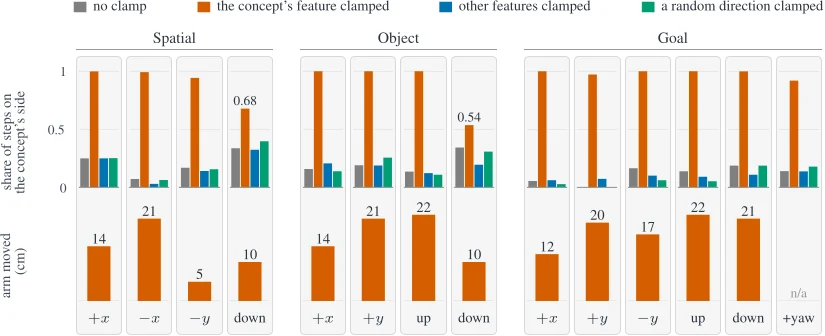 no clamp the concept's feature clamped other features clamped a random direction clamped
Spatial Object Goal
share of steps on
the concept's side
1
0.5
0
0.68
0.54
arm moved
(cm)
14 21 5 10 14 21 22 10 12 20 17 22 21 n/a
+x −x −y down +x +y up down +x +y −y up down +yaw